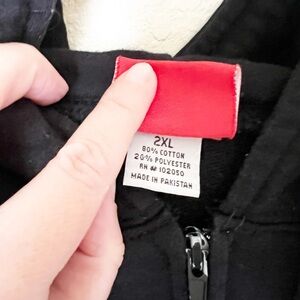 2XL
80% COTTON
20% POLYESTER
RN # 102050
MADE IN PAKISTAN